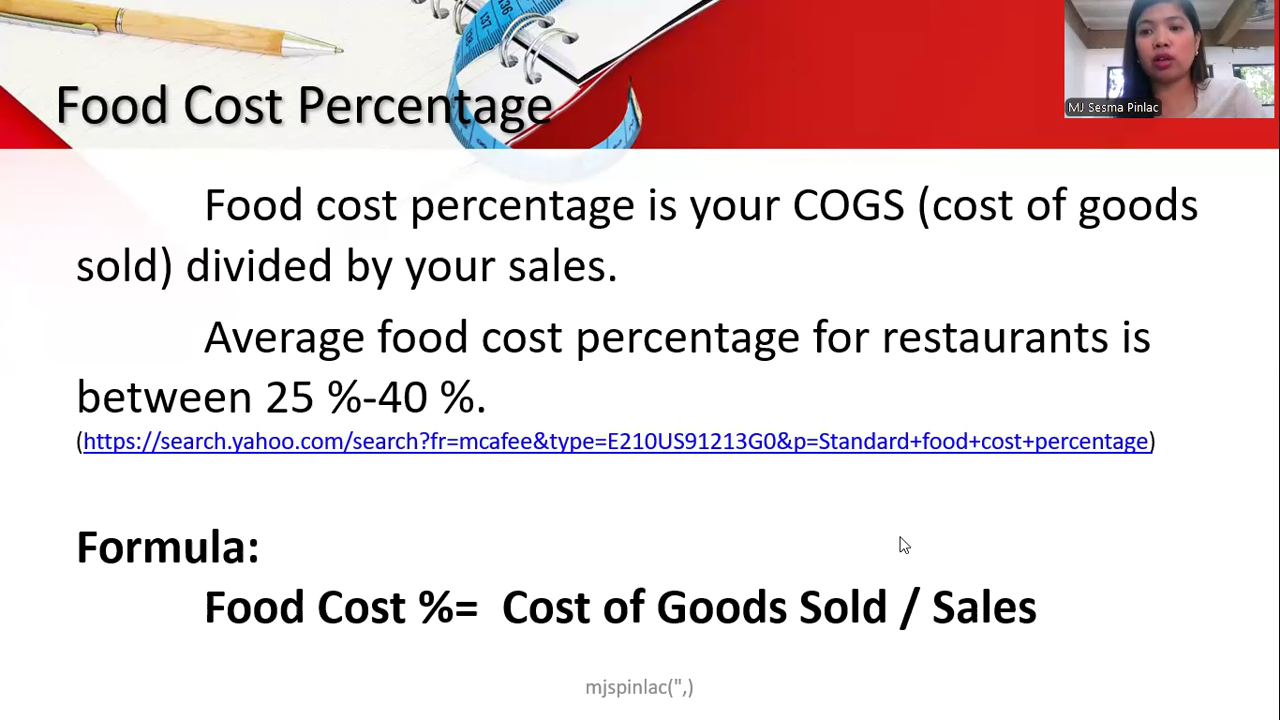 Food Cost Percentage
MJ Sesma Pinlac
Food cost percentage is your COGS (cost of goods
sold) divided by your sales.
Average food cost percentage for restaurants is
between 25 %-40 %.
(https://search.yahoo.com/search?fr=mcafee&type=E210US91213G0&p=Standard+food+cost+percentage)
Formula:
Food Cost %= Cost of Goods Sold / Sales
mjspinlac(",)
137
136